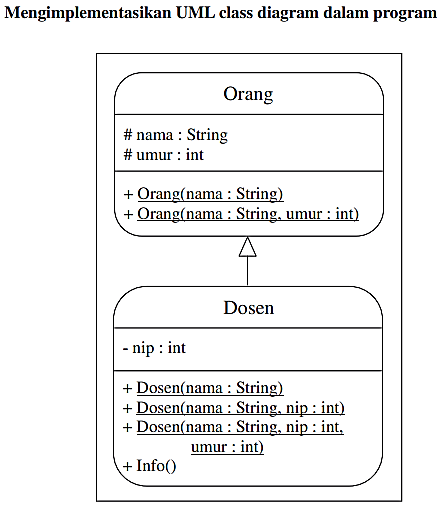 Mengimplementasikan UML class diagram dalam program
Orang
# nama : String
# umur : int
+ Orang(nama : String)
+ Orang(nama : String, umur : int)
Dosen
- nip : int
+ Dosen(nama : String)
+ Dosen(nama : String, nip : int)
+ Dosen(nama : String, nip : int,
umur : int)
+ Info()